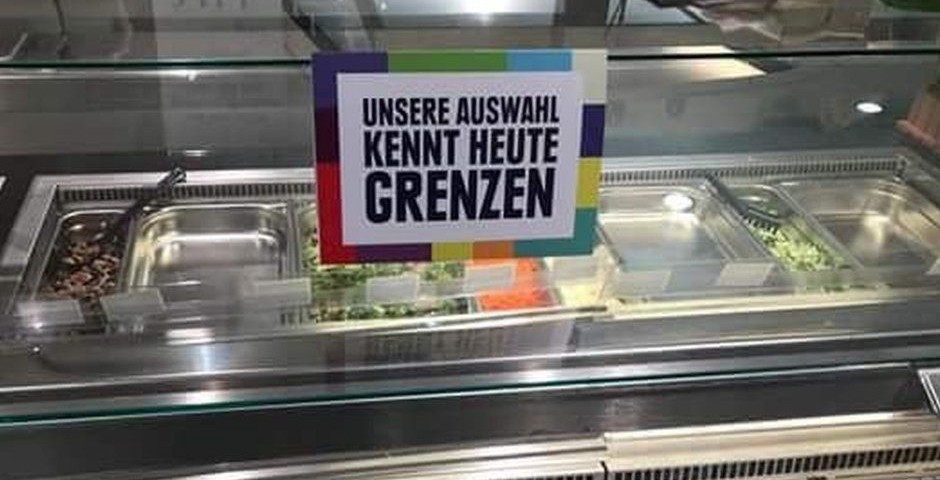 UNSERE AUSWAHL
KENNT HEUTE
GRENZEN